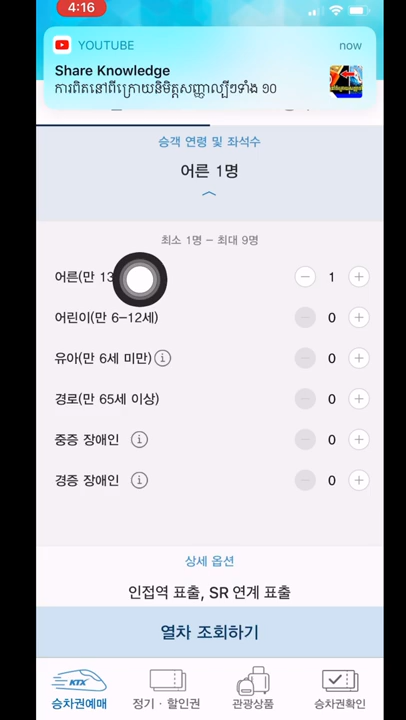 4:16
YOUTUBE
now
Share Knowledge
ការពិតនៅពីក្រោយនិមិត្តសញ្ញាល្បីៗទាំង ១០
승객 연령 및 좌석수
어른 1명
최소 1명 – 최대 9명
어른(만 13
1
어린이(만 6–12세)
0
유아(만 6세 미만)
0
경로(만 65세 이상)
0
중증 장애인
0
경증 장애인
0
상세 옵션
인접역 표출, SR 연계 표출
열차 조회하기
KTX
승차권예매
정기 · 할인권
관광상품
승차권확인